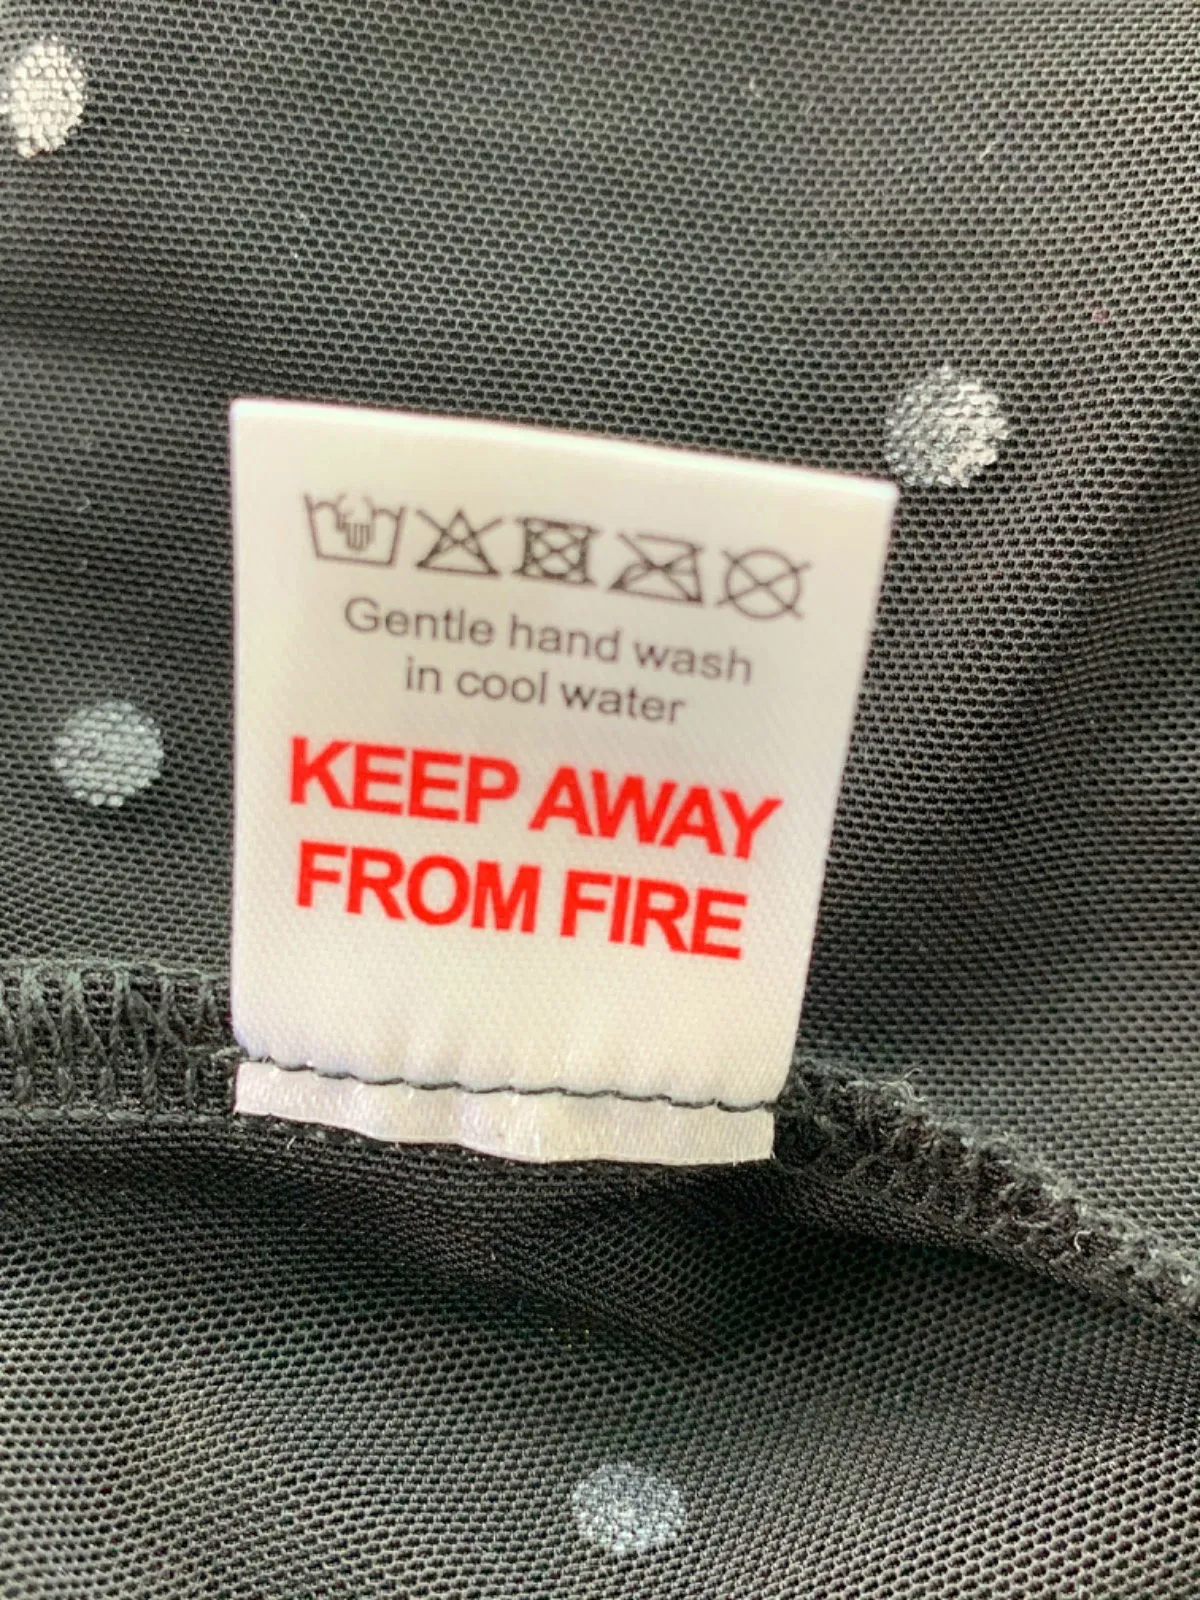 Gentle hand wash
in cool water
KEEP AWAY
FROM FIRE